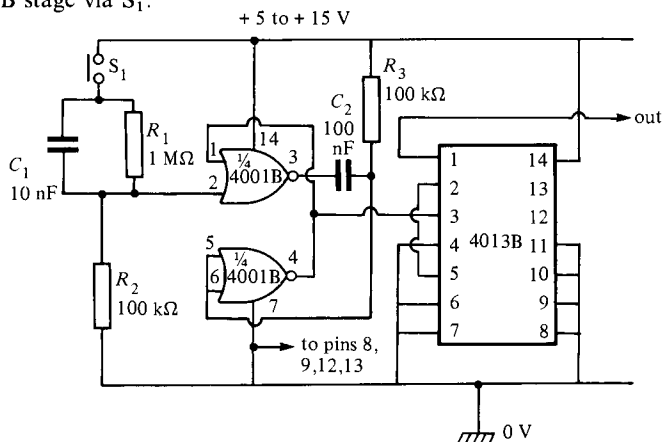 B stage via S1.
+ 5 to + 15 V
S1
R3
100 kΩ
C2
100
nF
R1
1 MΩ
C1
10 nF
1
2
14
3
¼
4001B
5
6
¼
4001B
4
7
R2
100 kΩ
to pins 8,
9,12,13
out
1 14
2 13
3 12
4 4013B 11
5 10
6 9
7 8
0 V